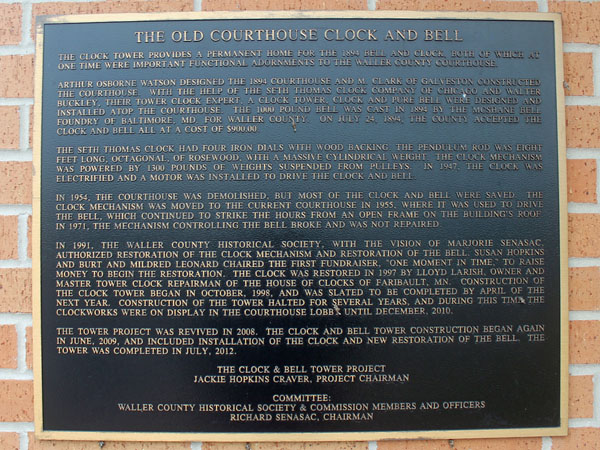 THE OLD COURTHOUSE CLOCK AND BELL
THE CLOCK TOWER PROVIDES A PERMANENT HOME FOR THE 1894 BELL AND CLOCK, BOTH OF WHICH AT
ONE TIME WERE IMPORTANT FUNCTIONAL ADORNMENTS TO THE WALLER COUNTY COURTHOUSE.
ARTHUR OSBORNE WATSON DESIGNED THE 1894 COURTHOUSE AND M. CLARK OF GALVESTON CONSTRUCTED
THE COURTHOUSE. WITH THE HELP OF THE SETH THOMAS CLOCK COMPANY OF CHICAGO AND WALTER
BUCKLEY, THEIR TOWER CLOCK EXPERT, A CLOCK TOWER, CLOCK AND PURE BELL WERE DESIGNED AND
INSTALLED ATOP THE COURTHOUSE. THE 1000 POUND BELL WAS CAST IN 1894 BY THE MCSHANE BELL
FOUNDRY OF BALTIMORE, MD. FOR WALLER COUNTY. ON JULY 24, 1894, THE COUNTY ACCEPTED THE
CLOCK AND BELL ALL AT A COST OF $900.00.
THE SETH THOMAS CLOCK HAD FOUR IRON DIALS WITH WOOD BACKING. THE PENDULUM ROD WAS EIGHT
FEET LONG, OCTAGONAL, OF ROSEWOOD, WITH A MASSIVE CYLINDRICAL WEIGHT. THE CLOCK MECHANISM
WAS POWERED BY 1300 POUNDS OF WEIGHTS SUSPENDED FROM PULLEYS. IN 1947, THE CLOCK WAS
ELECTRIFIED AND A MOTOR WAS INSTALLED TO DRIVE THE CLOCK AND BELL.
IN 1954, THE COURTHOUSE WAS DEMOLISHED, BUT MOST OF THE CLOCK AND BELL WERE SAVED. THE
CLOCK MECHANISM WAS MOVED TO THE CURRENT COURTHOUSE IN 1955, WHERE IT WAS USED TO DRIVE
THE BELL, WHICH CONTINUED TO STRIKE THE HOURS FROM AN OPEN FRAME ON THE BUILDING'S ROOF.
IN 1971, THE MECHANISM CONTROLLING THE BELL BROKE AND WAS NOT REPAIRED.
IN 1991, THE WALLER COUNTY HISTORICAL SOCIETY, WITH THE VISION OF MARJORIE SENASAC,
AUTHORIZED RESTORATION OF THE CLOCK MECHANISM AND RESTORATION OF THE BELL. SUSAN HOPKINS
AND BURT AND MILDRED LEONARD CHAIRED THE FIRST FUNDRAISER, "ONE MOMENT IN TIME," TO RAISE
MONEY TO BEGIN THE RESTORATION. THE CLOCK WAS RESTORED IN 1997 BY LLOYD LARISH, OWNER AND
MASTER TOWER CLOCK REPAIRMAN OF THE HOUSE OF CLOCKS OF FARIBAULT, MN. CONSTRUCTION OF
THE CLOCK TOWER BEGAN IN OCTOBER, 1998, AND WAS SLATED TO BE COMPLETED BY APRIL OF THE
NEXT YEAR. CONSTRUCTION OF THE TOWER HALTED FOR SEVERAL YEARS, AND DURING THIS TIME THE
CLOCKWORKS WERE ON DISPLAY IN THE COURTHOUSE LOBBY UNTIL DECEMBER, 2010.
THE TOWER PROJECT WAS REVIVED IN 2008. THE CLOCK AND BELL TOWER CONSTRUCTION BEGAN AGAIN
IN JUNE, 2009, AND INCLUDED INSTALLATION OF THE CLOCK AND NEW RESTORATION OF THE BELL. THE
TOWER WAS COMPLETED IN JULY, 2012.
THE CLOCK & BELL TOWER PROJECT
JACKIE HOPKINS CRAVER, PROJECT CHAIRMAN
COMMITTEE:
WALLER COUNTY HISTORICAL SOCIETY & COMMISSION MEMBERS AND OFFICERS
RICHARD SENASAC, CHAIRMAN